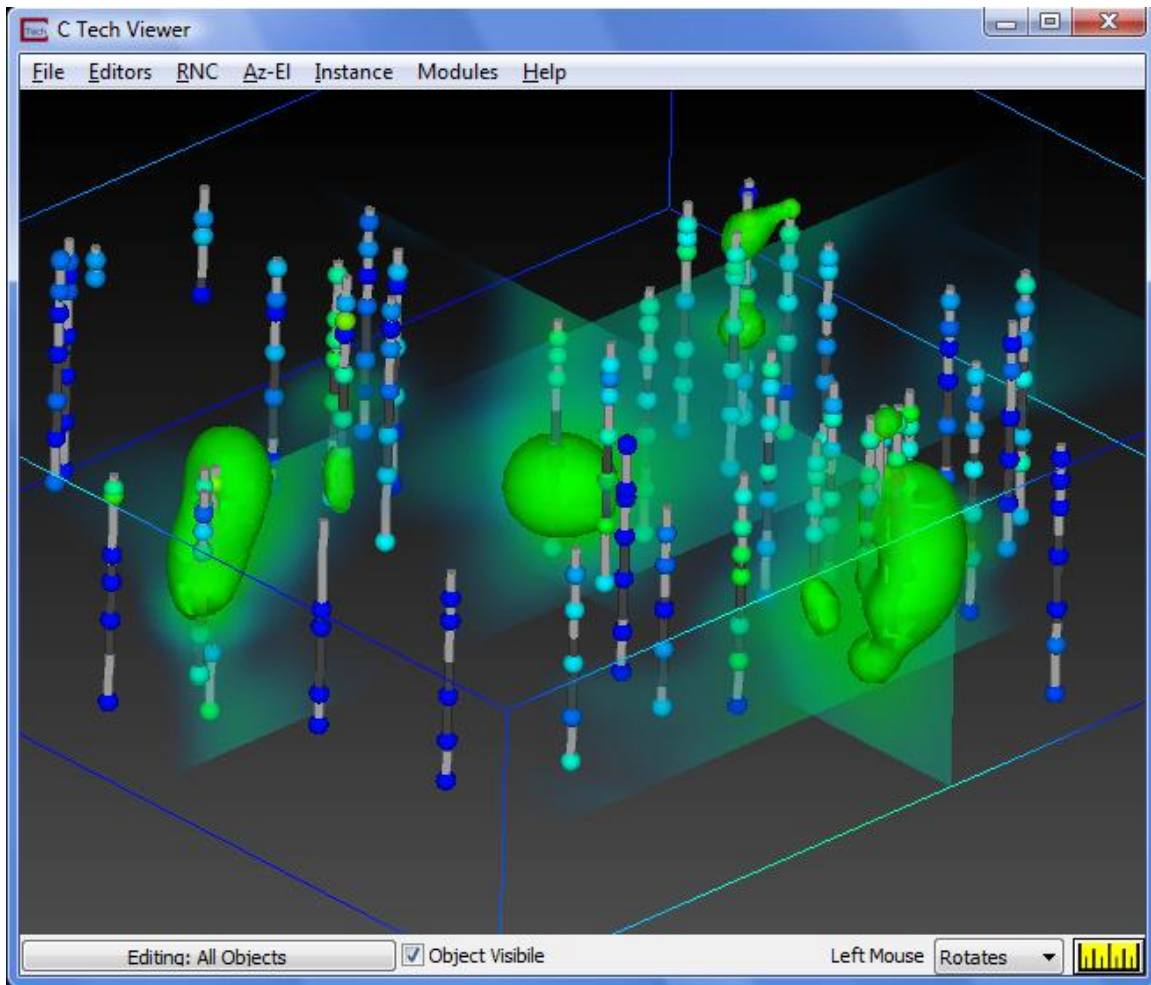 C Tech Viewer
File Editors RNC Az-El Instance Modules Help
Editing: All Objects Object Visibile Left Mouse Rotates